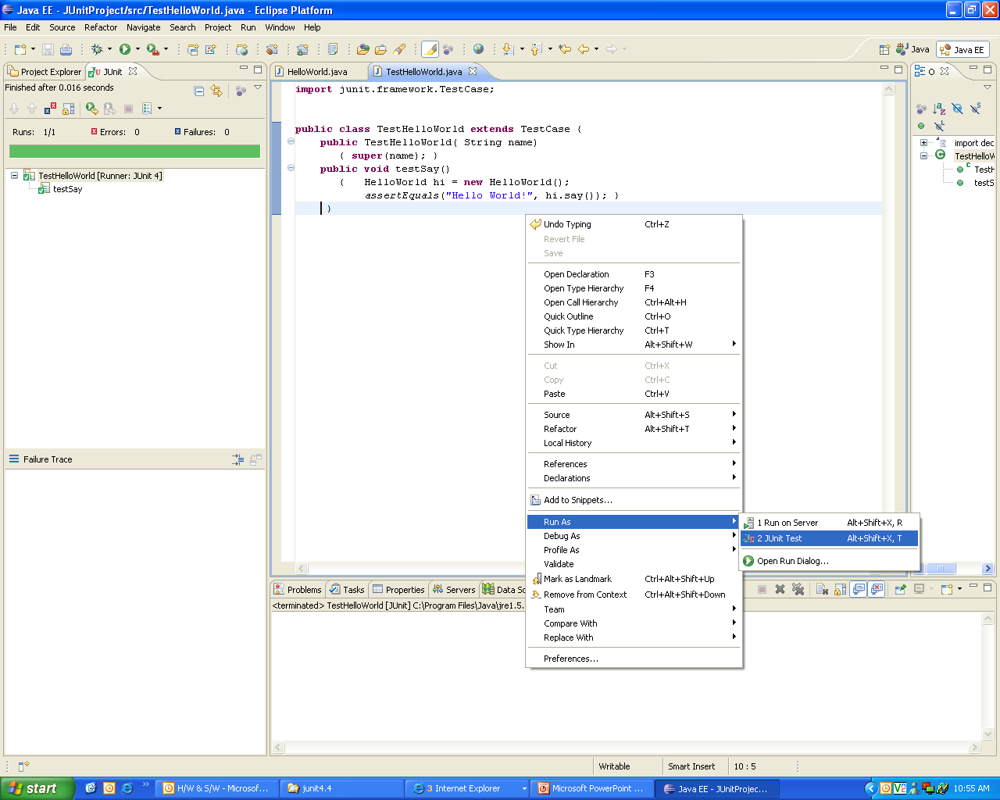 Java EE - JUnitProject/src/TestHelloWorld.java - Eclipse Platform
File Edit Source Refactor Navigate Search Project Run Window Help
Java Java EE
Project Explorer JUnit
Finished after 0.016 seconds
Runs: 1/1 Errors: 0 Failures: 0
TestHelloWorld [Runner: JUnit 4]
testSay
Failure Trace
HelloWorld.java TestHelloWorld.java
import junit.framework.TestCase;
public class TestHelloWorld extends TestCase {
public TestHelloWorld( String name)
{ super(name); }
public void testSay()
{ HelloWorld hi = new HelloWorld();
assertEquals("Hello World!", hi.say()); }
}
O
import dec
TestHelloW
TestH
testS
Undo Typing Ctrl+Z
Revert File
Save
Open Declaration F3
Open Type Hierarchy F4
Open Call Hierarchy Ctrl+Alt+H
Quick Outline Ctrl+O
Quick Type Hierarchy Ctrl+T
Show In Alt+Shift+W
Cut Ctrl+X
Copy Ctrl+C
Paste Ctrl+V
Source Alt+Shift+S
Refactor Alt+Shift+T
Local History
References
Declarations
Add to Snippets...
Run As
Debug As
Profile As
Validate
Mark as Landmark Ctrl+Alt+Shift+Up
Remove from Context Ctrl+Alt+Shift+Down
Team
Compare With
Replace With
Preferences...
1 Run on Server Alt+Shift+X, R
2 JUnit Test Alt+Shift+X, T
Open Run Dialog...
Problems Tasks Properties Servers Data So
<terminated> TestHelloWorld [JUnit] C:\Program Files\Java\jre1.5.
Writable Smart Insert 10 : 5
start H/W & S/W - Microsof... junit4.4 3 Internet Explorer Microsoft PowerPoint ... Java EE - JUnitProjec... 10:55 AM